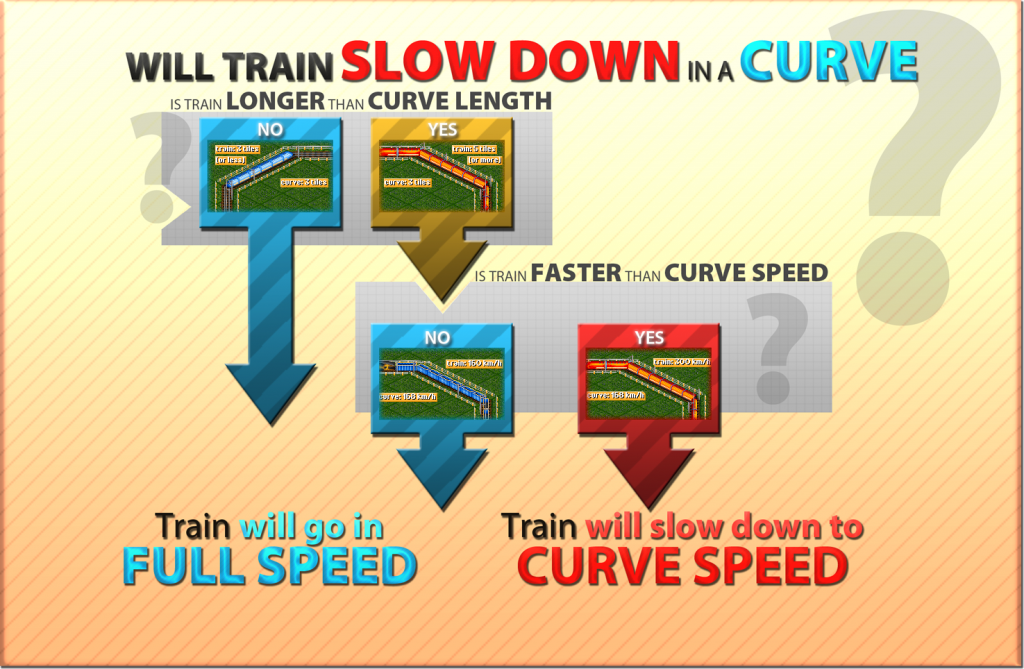 WILL TRAIN SLOW DOWN IN A CURVE
?
IS TRAIN LONGER THAN CURVE LENGTH
?
NO
YES
train: 3 tiles
(or less)
curve: 3 tiles
train: 6 tiles
(or more)
curve: 3 tiles
IS TRAIN FASTER THAN CURVE SPEED
?
NO
YES
train: 160 km/h
curve: 168 km/h
train: 300 km/h
curve: 168 km/h
Train will go in
FULL SPEED
Train will slow down to
CURVE SPEED